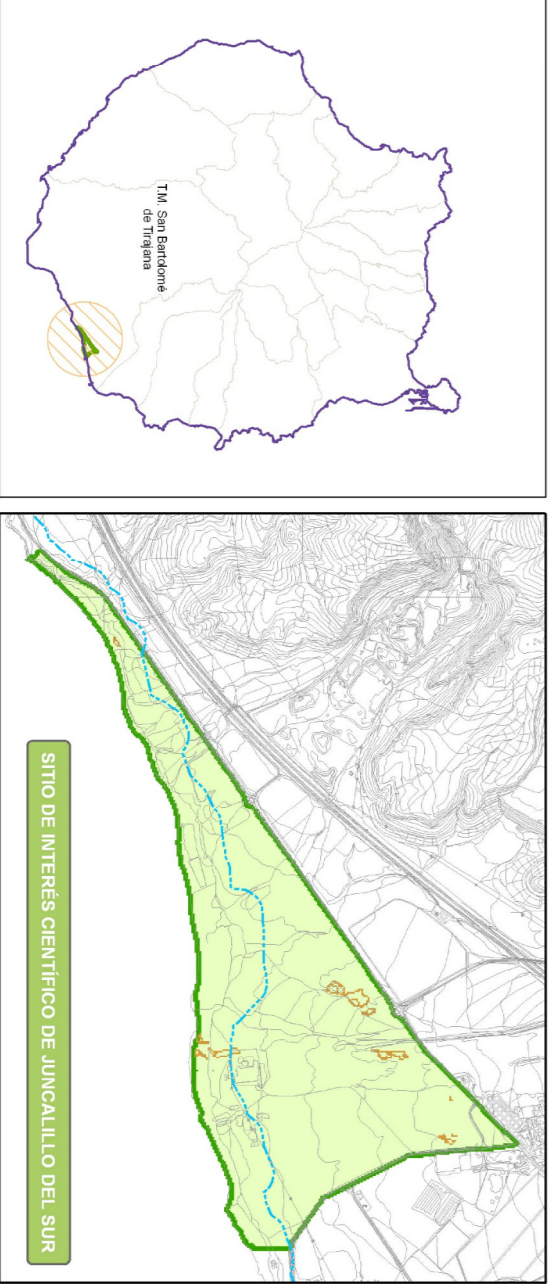 T.M. San Bartolomé
de Tirajana
SITIO DE INTERÉS CIENTÍFICO DE JUNCALILLO DEL SUR